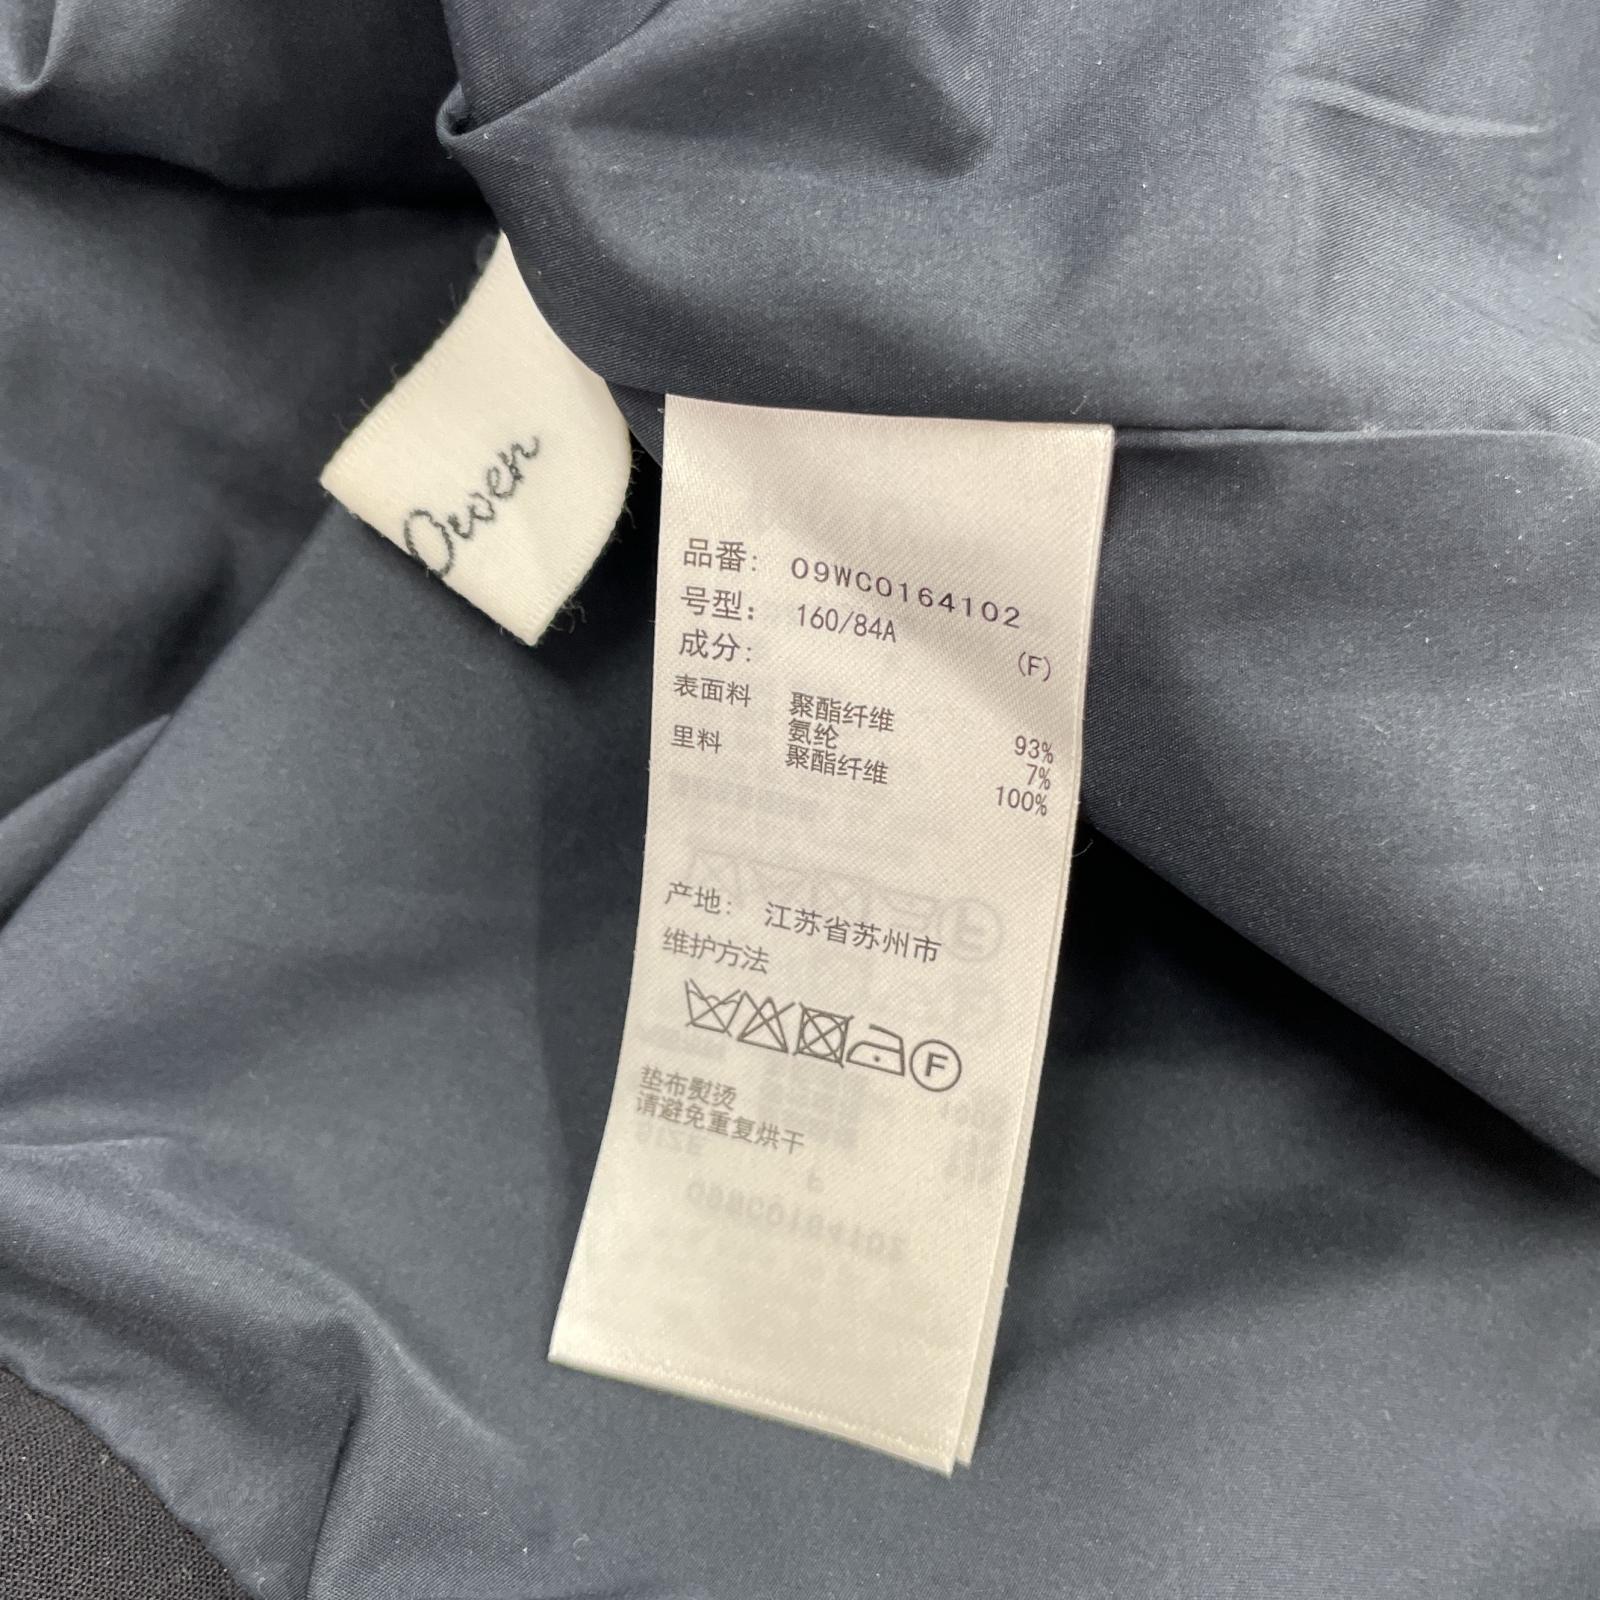 Owen
品番: 09WC0164102
号型: 160/84A
(F)
成分:
表面料 聚酯纤维 93%
氨纶 7%
里料 聚酯纤维 100%
产地: 江苏省苏州市
维护方法
F
垫布熨烫
请避免重复烘干